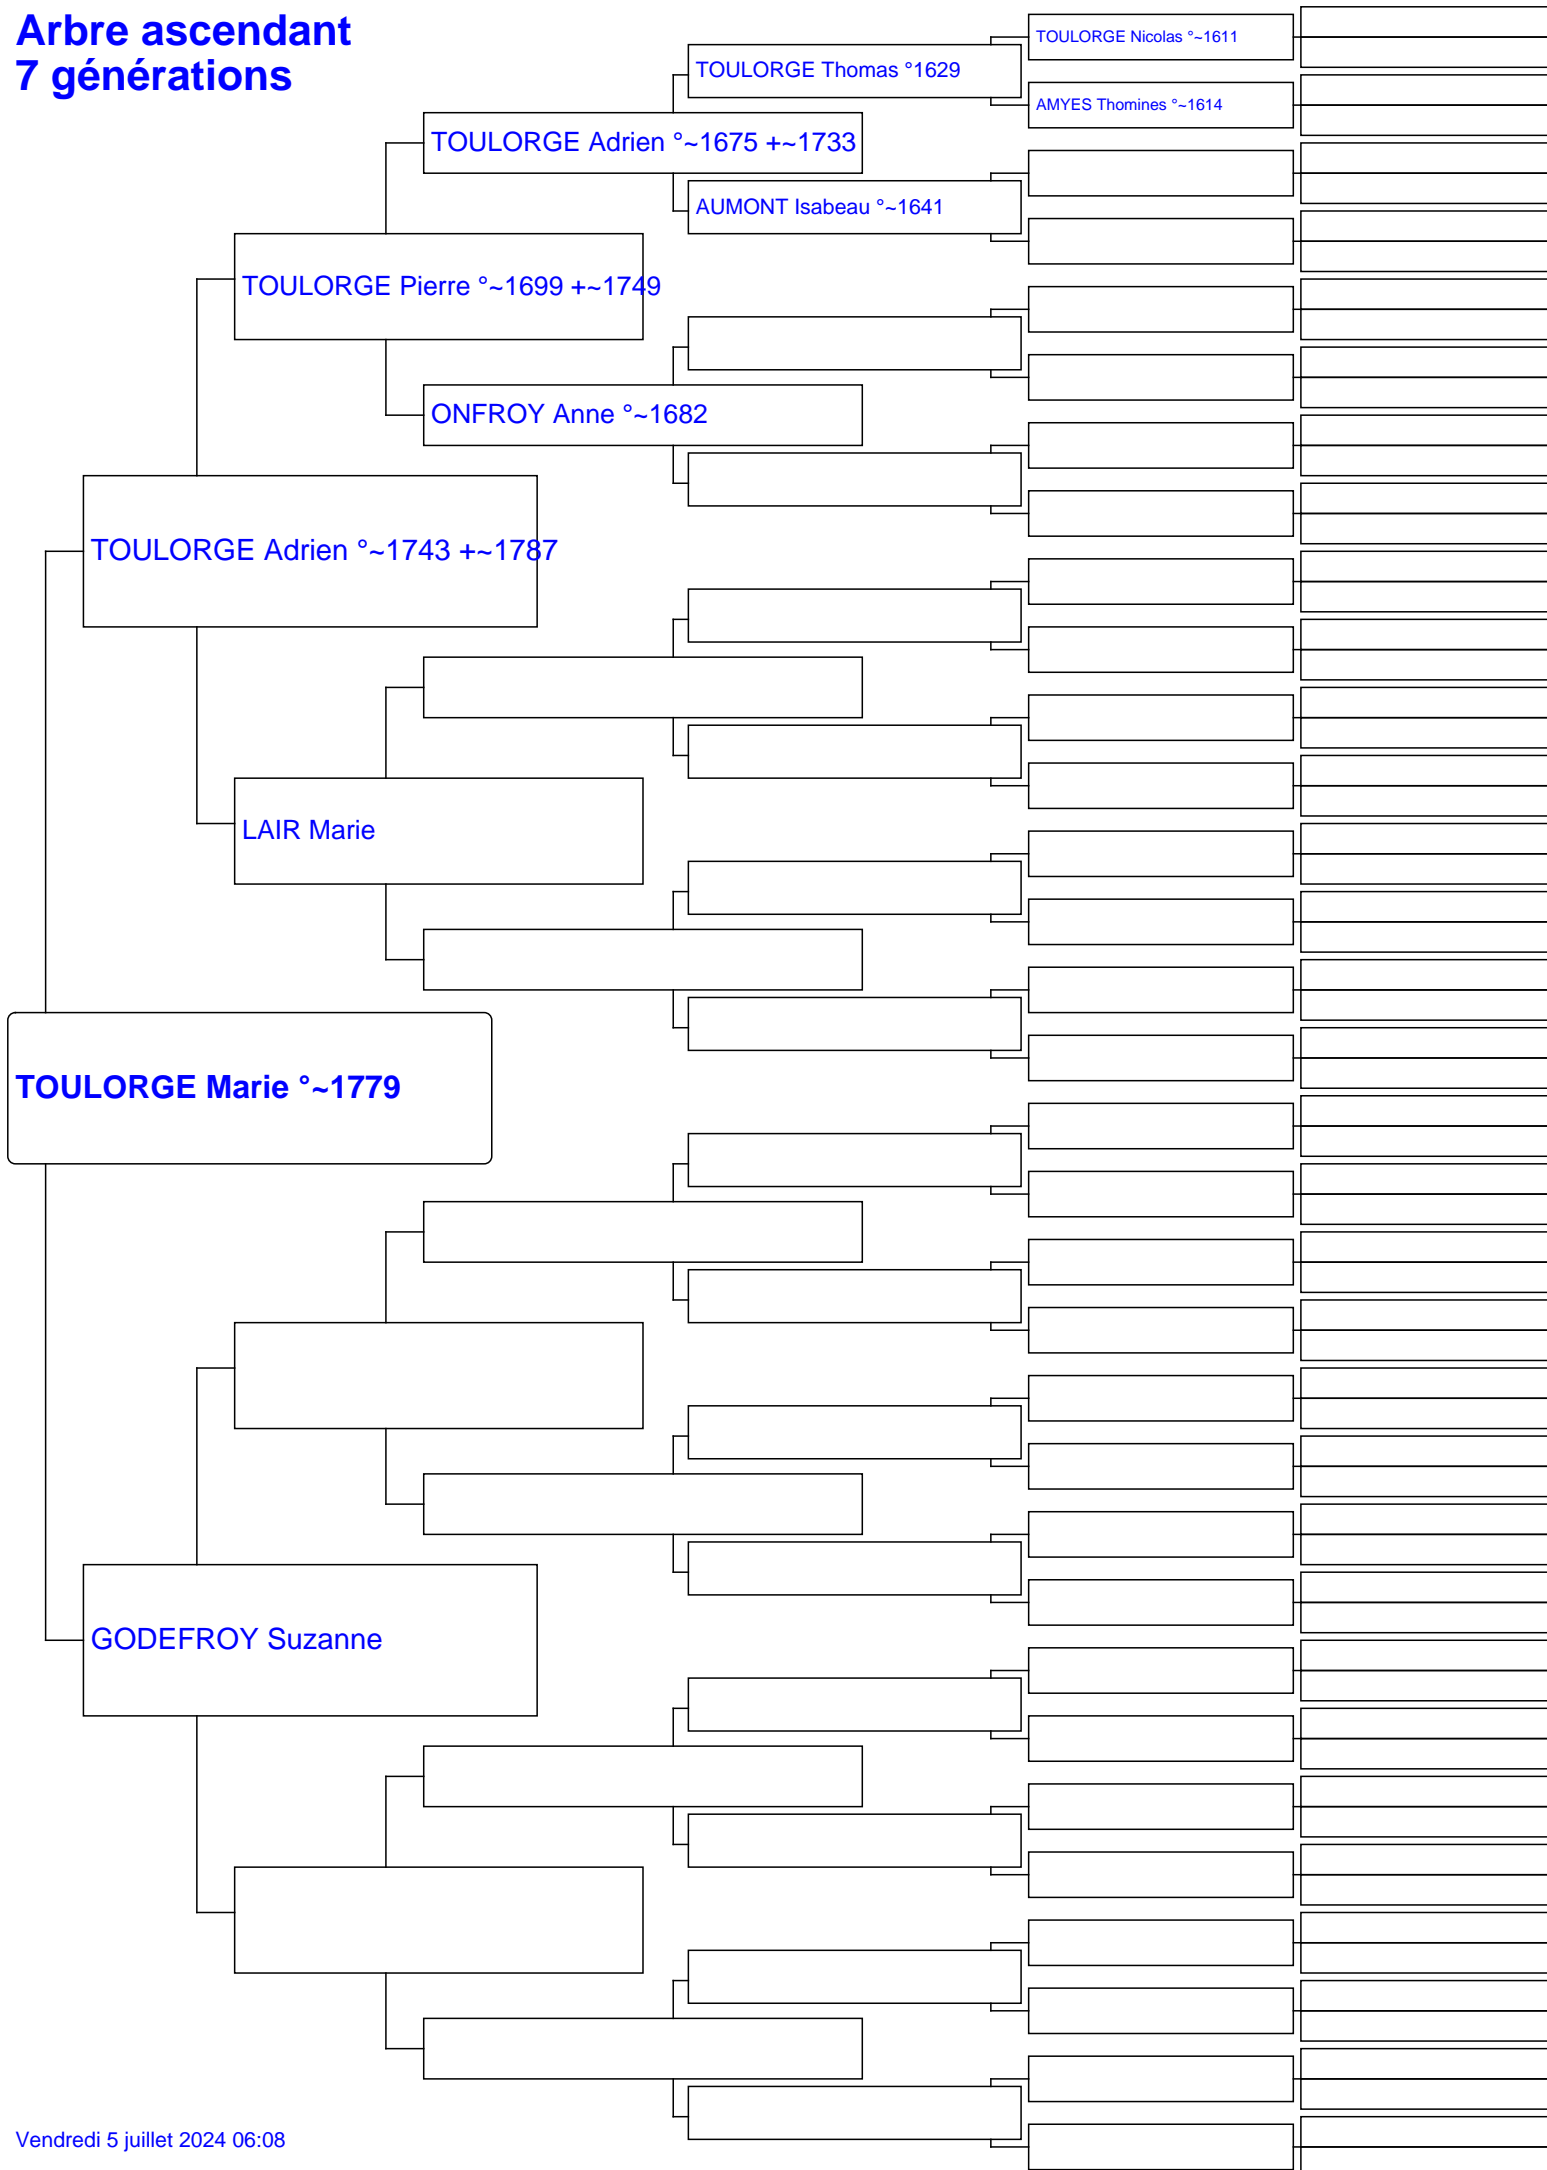 Arbre ascendant
7 générations
TOULORGE Nicolas °~1611
TOULORGE Thomas °1629
AMYES Thomines °~1614
TOULORGE Adrien °~1675 +~1733
AUMONT Isabeau °~1641
TOULORGE Pierre °~1699 +~1749
ONFROY Anne °~1682
TOULORGE Adrien °~1743 +~1787
LAIR Marie
TOULORGE Marie °~1779
GODEFROY Suzanne
Vendredi 5 juillet 2024 06:08